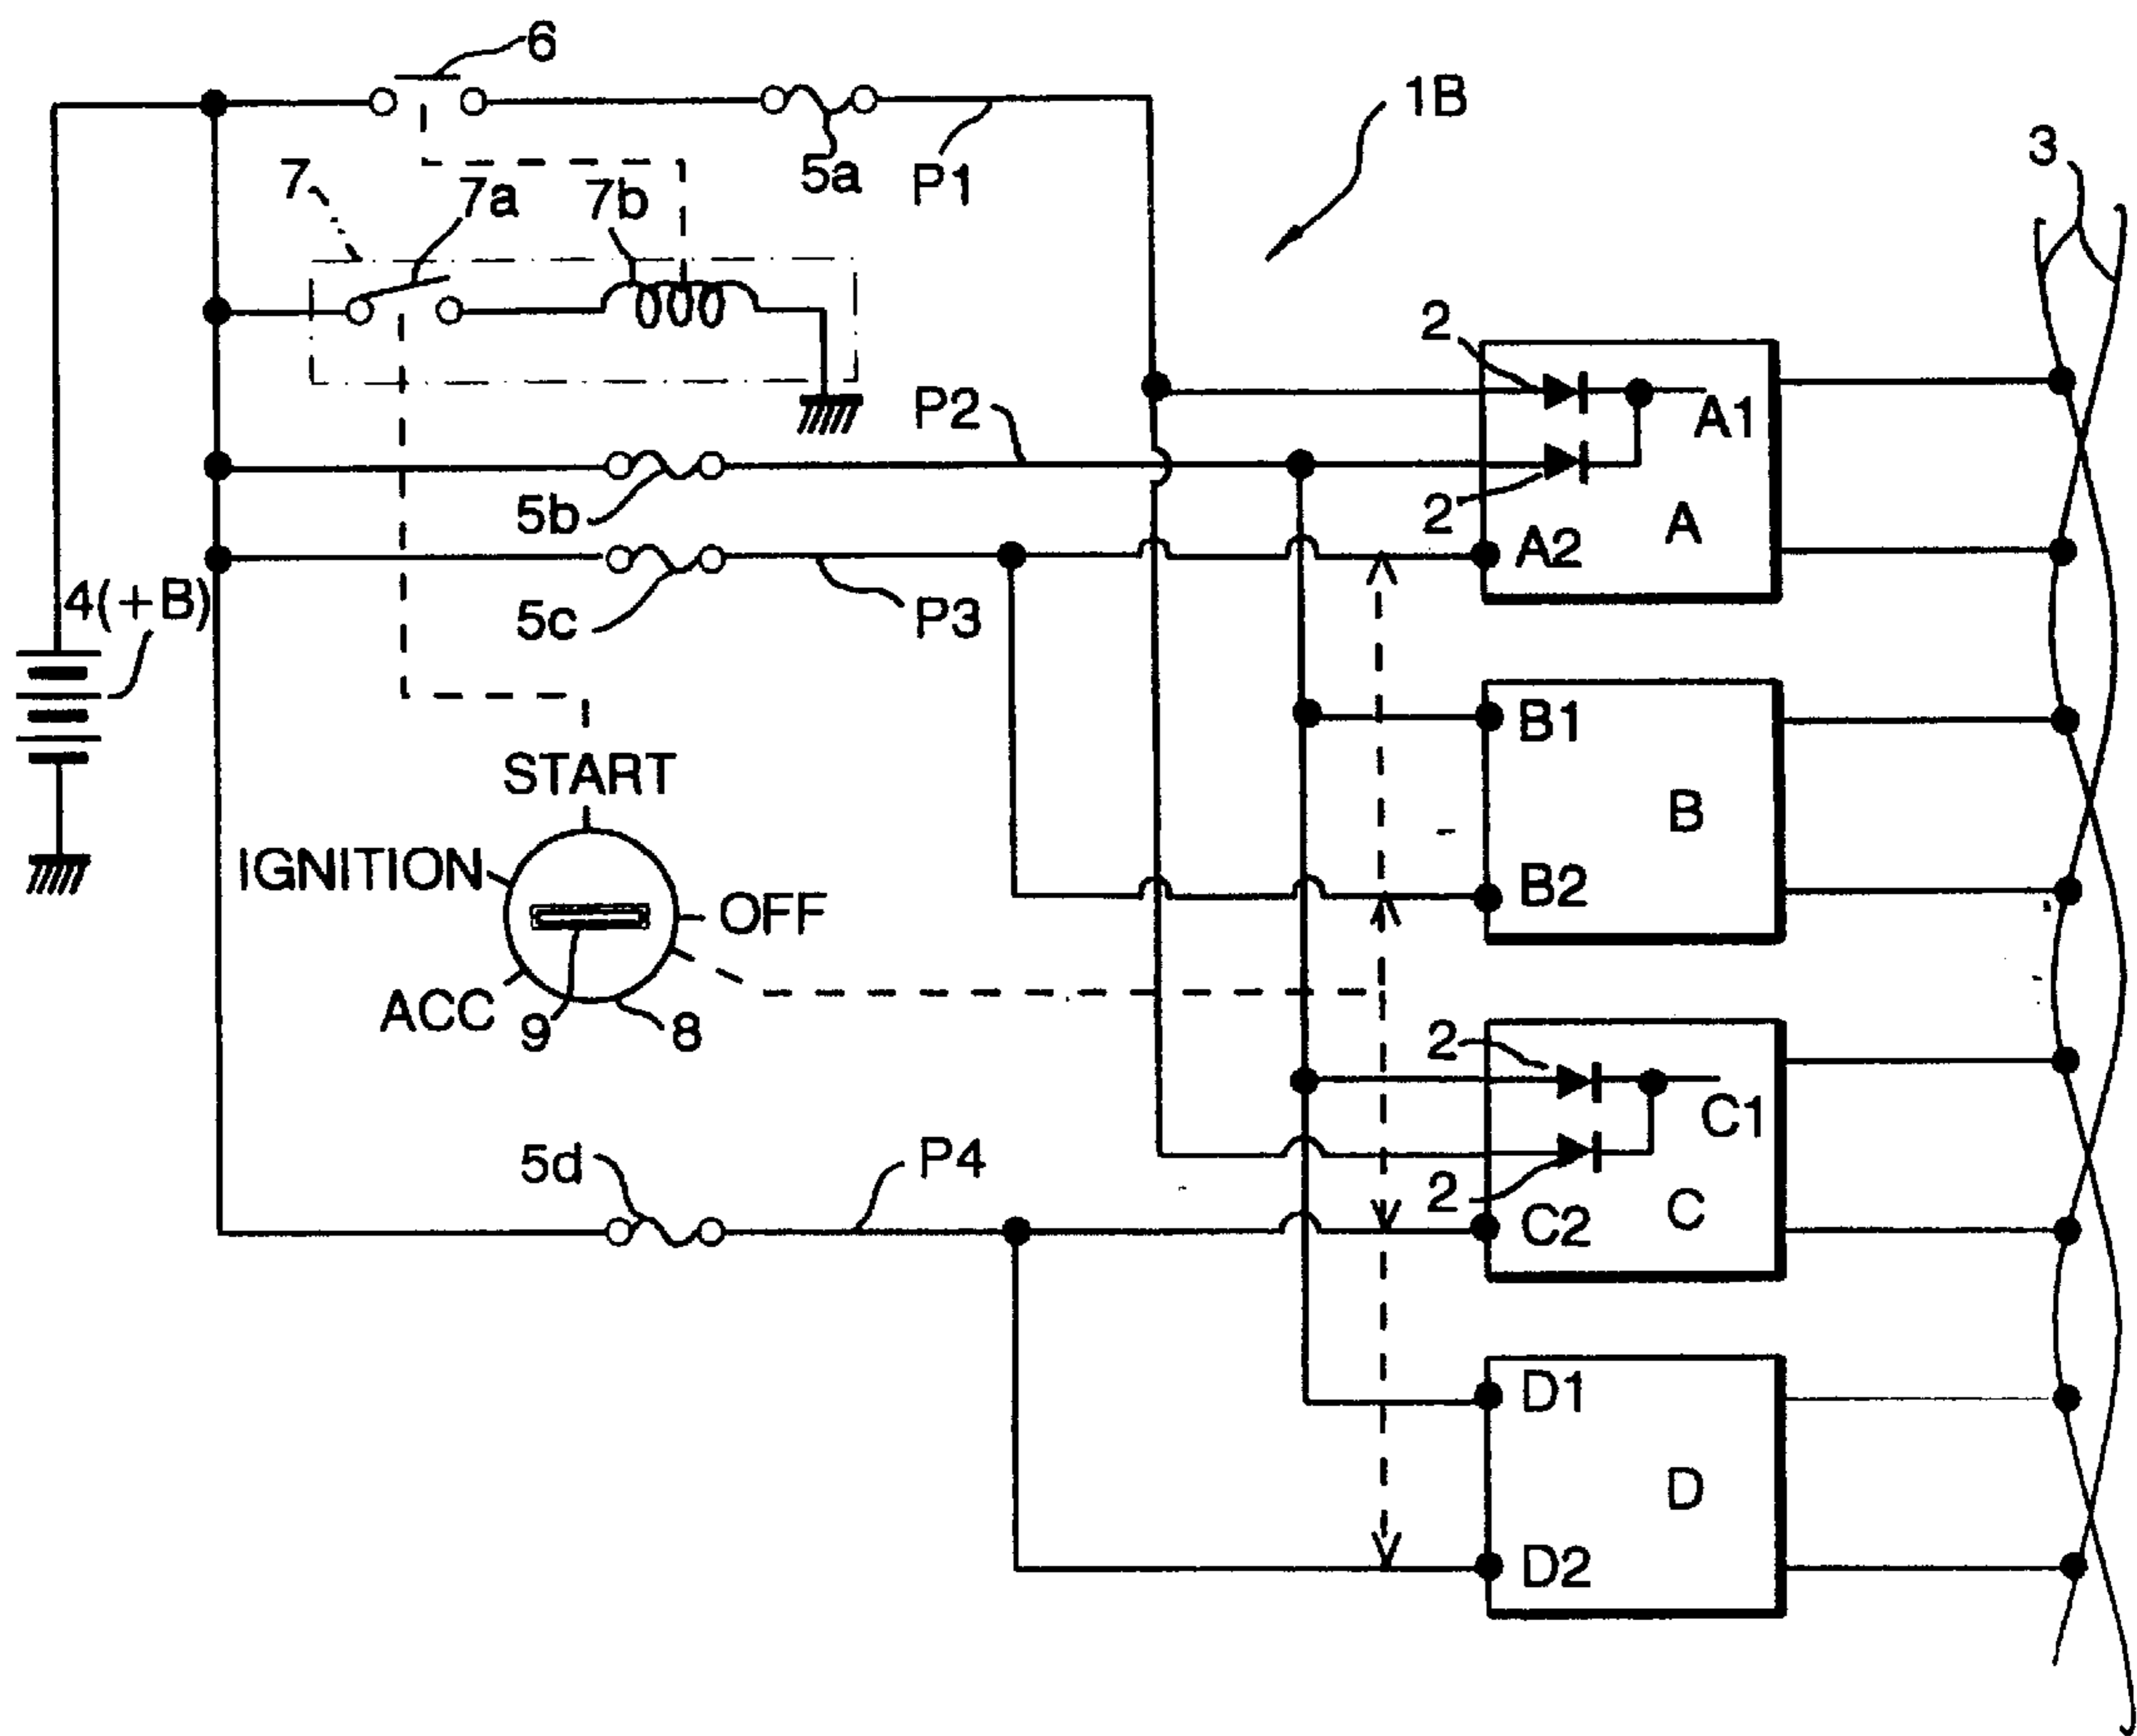 6
1B
3
7
7a
7b
5a
P1
2
A1
P2
2
5b
A2
A
4(+B)
5c
P3
START
B1
B
IGNITION
OFF
B2
ACC
9
8
2
C1
5d
P4
2
C2
C
D1
D
D2